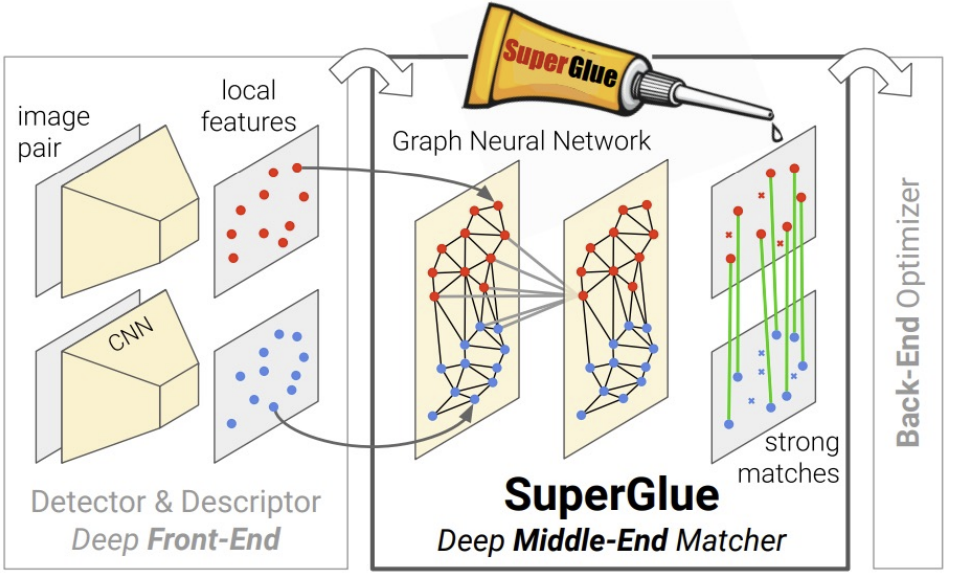 image
pair
local
features
CNN
Detector & Descriptor
Deep Front-End
SuperGlue
Graph Neural Network
strong
matches
SuperGlue
Deep Middle-End Matcher
Back-End Optimizer